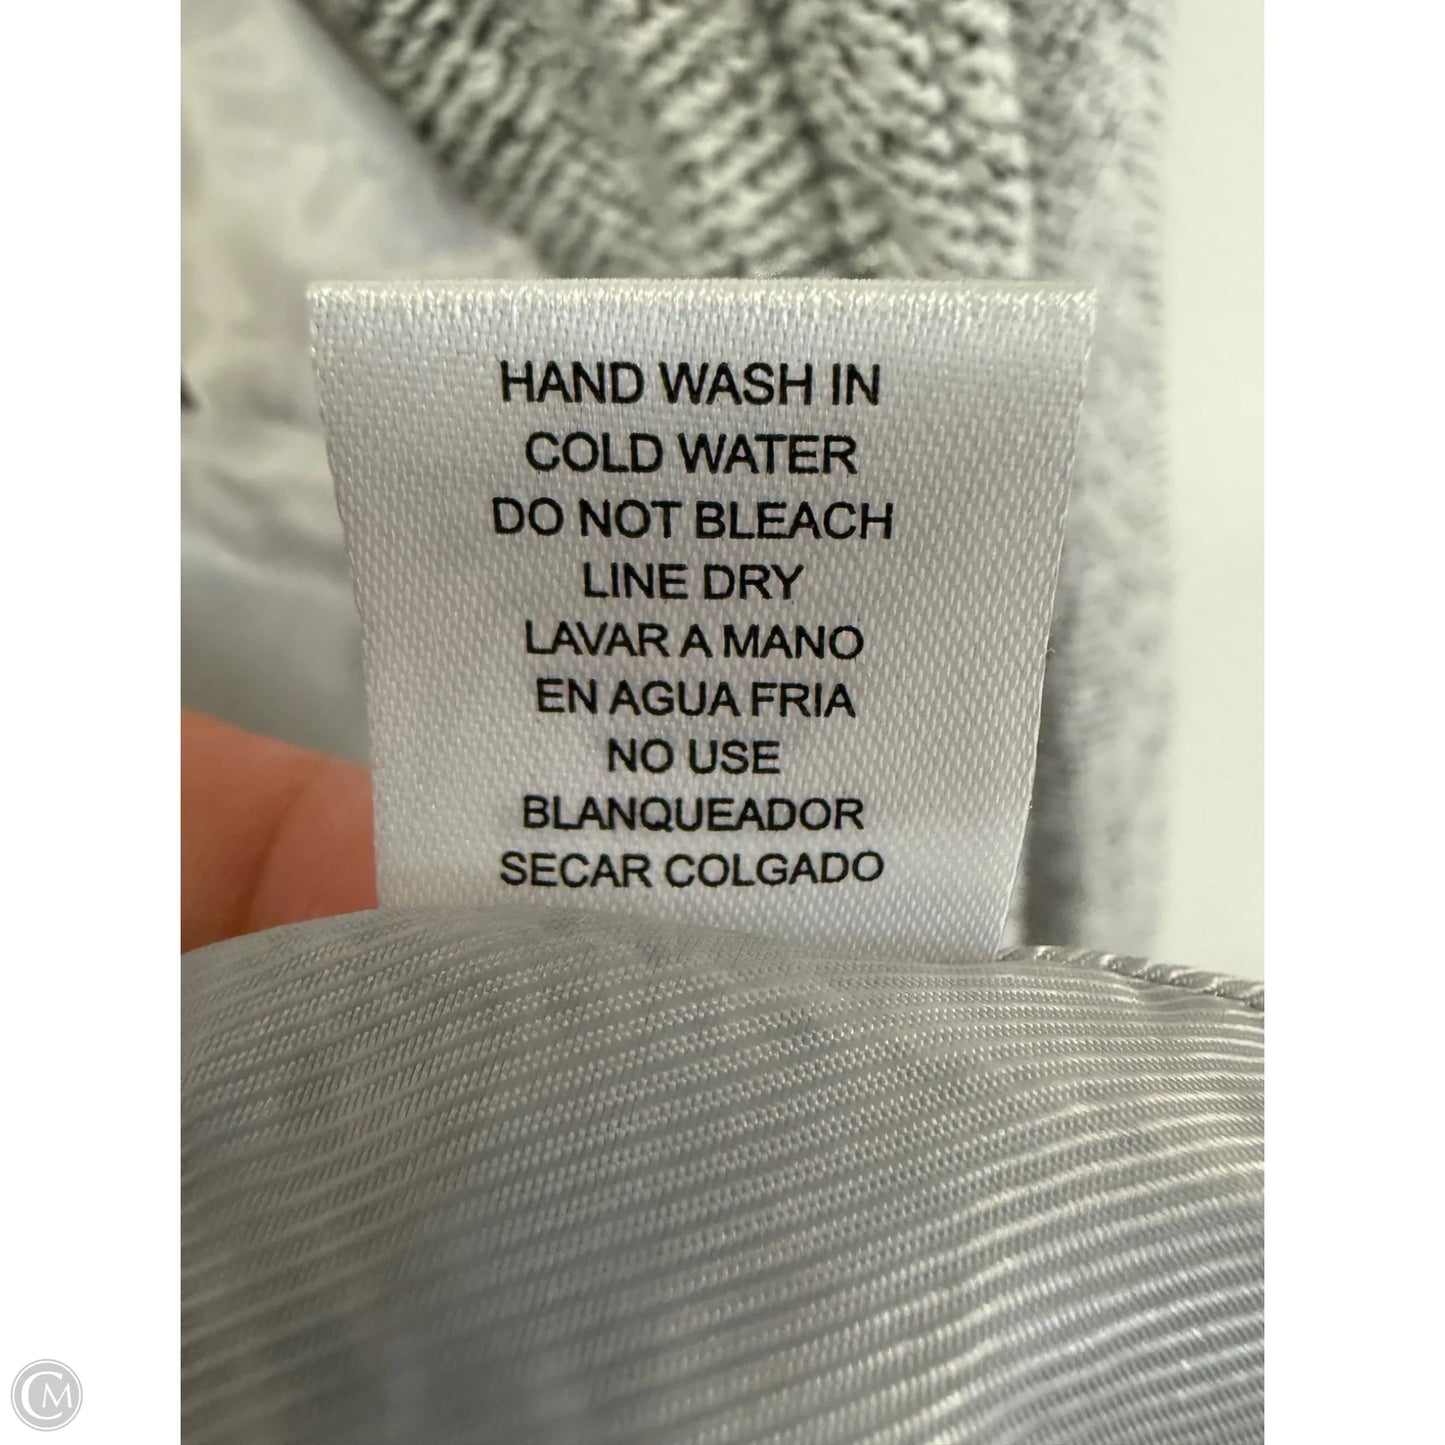 HAND WASH IN
COLD WATER
DO NOT BLEACH
LINE DRY
LAVAR A MANO
EN AGUA FRIA
NO USE
BLANQUEADOR
SECAR COLGADO
CM